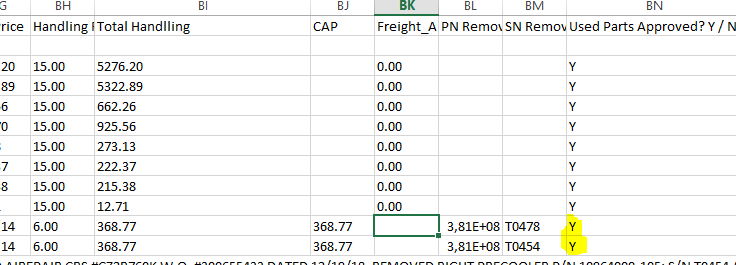 G BH BI BJ BK BL BM BN
rice Handling Total Handlling CAP Freight_A PN Remov SN Remov Used Parts Approved? Y / N
20 15.00 5276.20 0.00 Y
89 15.00 5322.89 0.00 Y
6 15.00 662.26 0.00 Y
0 15.00 925.56 0.00 Y
15.00 273.13 0.00 Y
7 15.00 222.37 0.00 Y
8 15.00 215.38 0.00 Y
15.00 12.71 0.00 Y
14 6.00 368.77 368.77 3,81E+08 T0478 Y
14 6.00 368.77 368.77 3,81E+08 T0454 Y